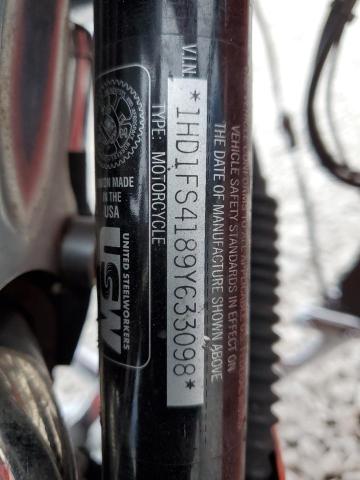 VEHICLE SAFETY STANDARDS IN EFFECT ON
THE DATE OF MANUFACTURE SHOWN ABOVE
V.I.N.
*1HD1FS4189Y633098*
TYPE: MOTORCYCLE
UNION MADE
IN THE
USA
USW
UNITED STEELWORKERS